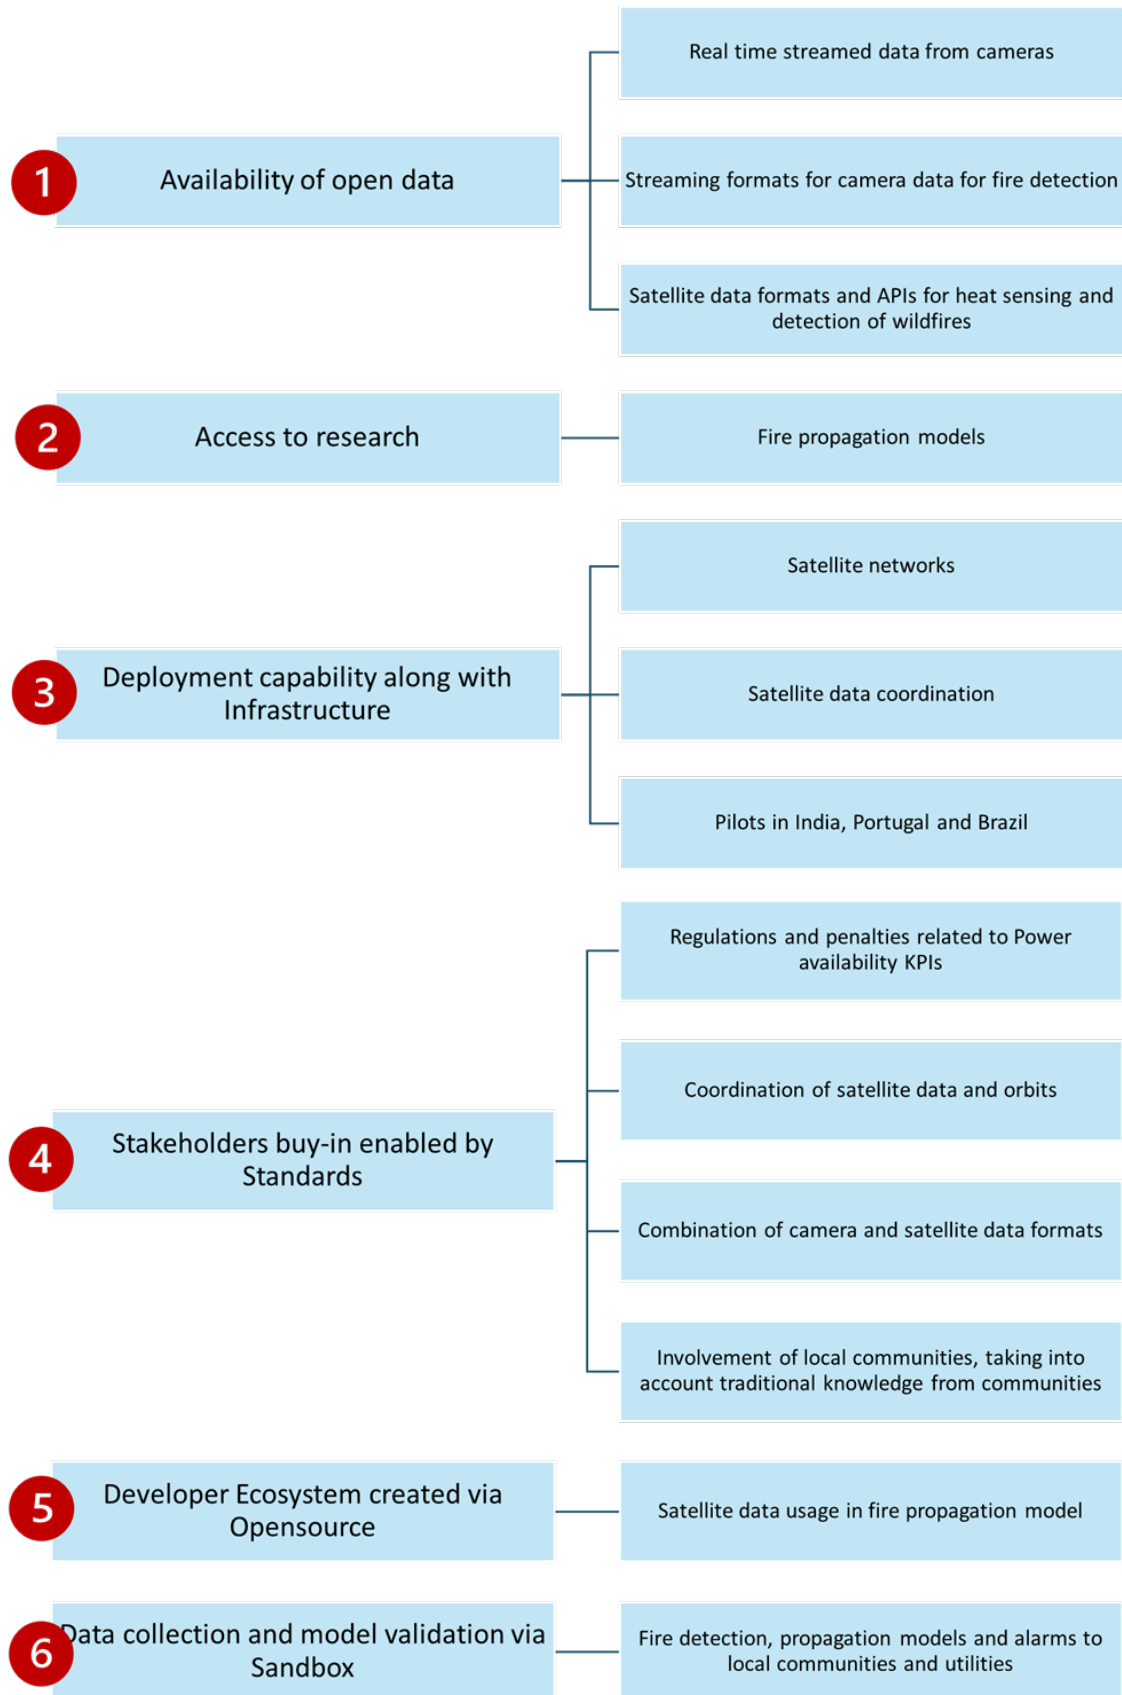 1
Availability of open data
Real time streamed data from cameras
Streaming formats for camera data for fire detection
Satellite data formats and APIs for heat sensing and
detection of wildfires
2
Access to research
Fire propagation models
3
Deployment capability along with
Infrastructure
Satellite networks
Satellite data coordination
Pilots in India, Portugal and Brazil
4
Stakeholders buy-in enabled by
Standards
Regulations and penalties related to Power
availability KPIs
Coordination of satellite data and orbits
Combination of camera and satellite data formats
Involvement of local communities, taking into
account traditional knowledge from communities
5
Developer Ecosystem created via
Opensource
Satellite data usage in fire propagation model
6
Data collection and model validation via
Sandbox
Fire detection, propagation models and alarms to
local communities and utilities